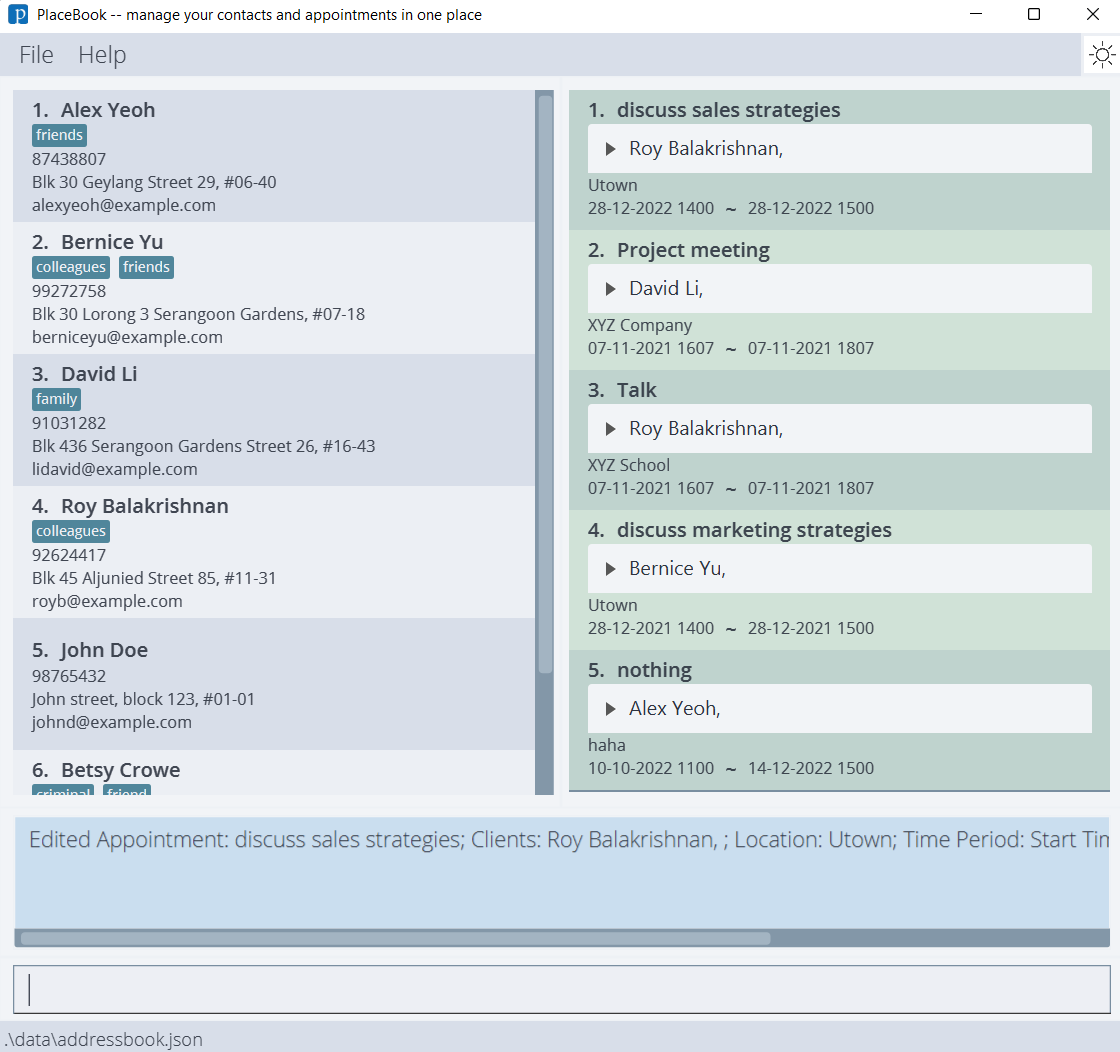 PlaceBook -- manage your contacts and appointments in one place
File Help
1. Alex Yeoh
friends
87438807
Blk 30 Geylang Street 29, #06-40
alexyeoh@example.com
2. Bernice Yu
colleagues friends
99272758
Blk 30 Lorong 3 Serangoon Gardens, #07-18
berniceyu@example.com
3. David Li
family
91031282
Blk 436 Serangoon Gardens Street 26, #16-43
lidavid@example.com
4. Roy Balakrishnan
colleagues
92624417
Blk 45 Aljunied Street 85, #11-31
royb@example.com
5. John Doe
98765432
John street, block 123, #01-01
johnd@example.com
6. Betsy Crowe
criminal friend
1. discuss sales strategies
Roy Balakrishnan,
Utown
28-12-2022 1400 ~ 28-12-2022 1500
2. Project meeting
David Li,
XYZ Company
07-11-2021 1607 ~ 07-11-2021 1807
3. Talk
Roy Balakrishnan,
XYZ School
07-11-2021 1607 ~ 07-11-2021 1807
4. discuss marketing strategies
Bernice Yu,
Utown
28-12-2021 1400 ~ 28-12-2021 1500
5. nothing
Alex Yeoh,
haha
10-10-2022 1100 ~ 14-12-2022 1500
Edited Appointment: discuss sales strategies; Clients: Roy Balakrishnan, ; Location: Utown; Time Period: Start
.\data\addressbook.json